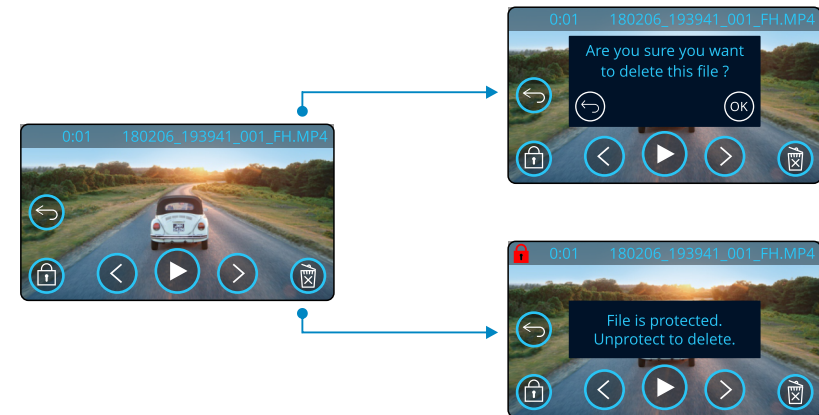 0:01 180206_193941_001_FH.MP4
0:01 180206_193941_001_FH.MP4
Are you sure you want
to delete this file ?
OK
0:01 180206_193941_001_FH.MP4
File is protected.
Unprotect to delete.